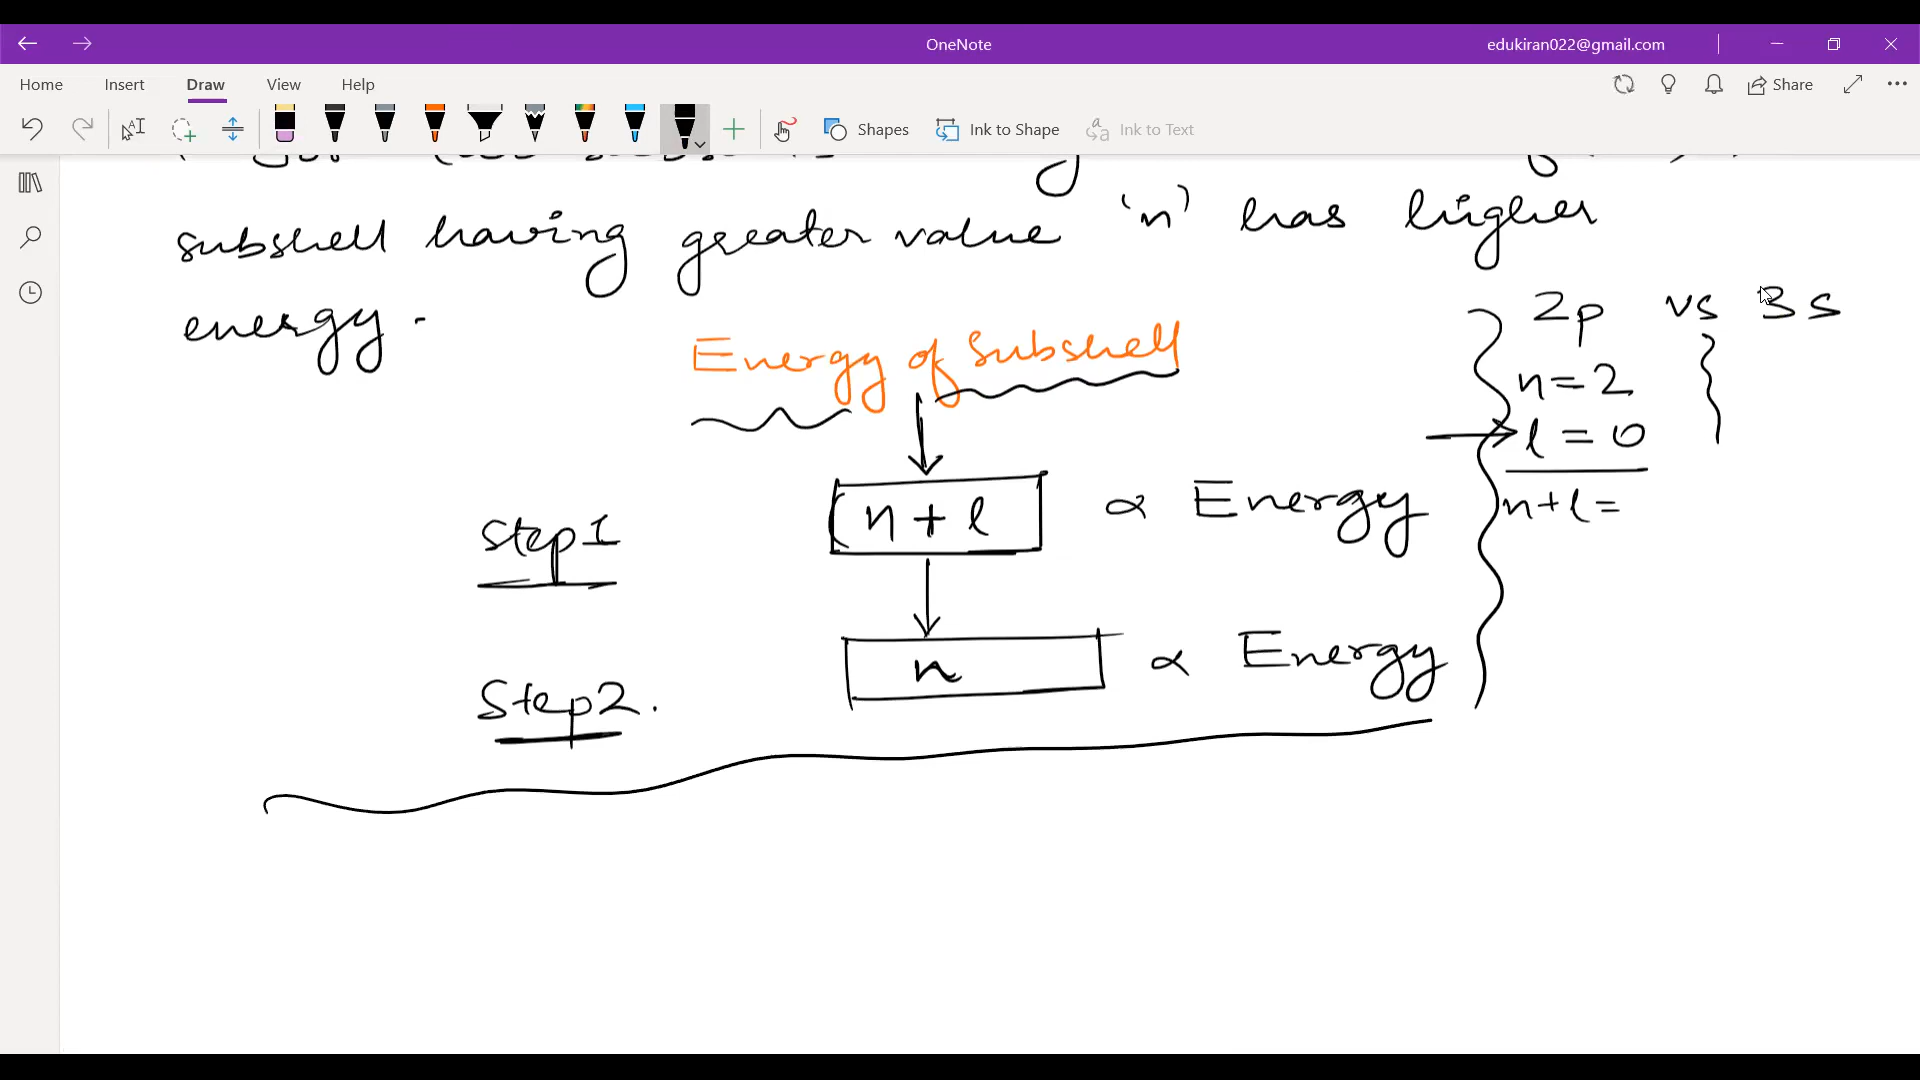 OneNote
edukiran022@gmail.com
Home Insert Draw View Help
Share
Shapes Ink to Shape Ink to Text
subshell having greater value 'n' has higher
energy.
Energy of Subshell
2p vs 3s
n=2
l = 0
n+l=
Step 1
(n + l
∝ Energy
Step 2.
n
∝ Energy